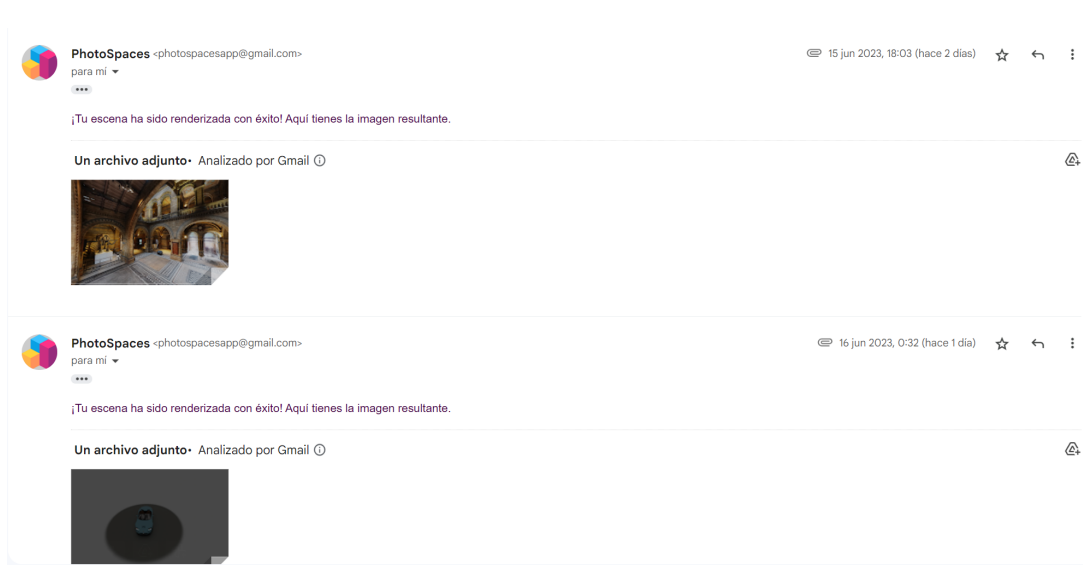 PhotoSpaces <photospacesapp@gmail.com> 15 jun 2023, 18:03 (hace 2 días)
para mí
¡Tu escena ha sido renderizada con éxito! Aquí tienes la imagen resultante.
Un archivo adjunto • Analizado por Gmail
PhotoSpaces <photospacesapp@gmail.com> 16 jun 2023, 0:32 (hace 1 día)
para mí
¡Tu escena ha sido renderizada con éxito! Aquí tienes la imagen resultante.
Un archivo adjunto • Analizado por Gmail